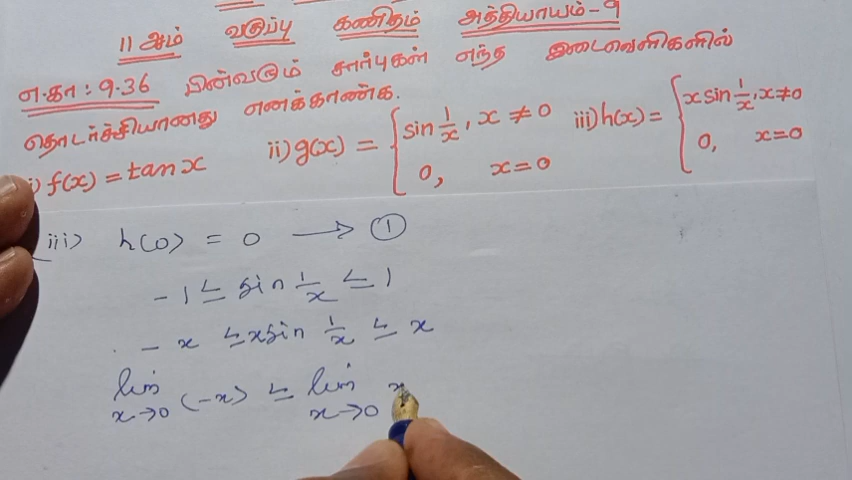 11 ஆம் வகுப்பு கணிதம் அத்தியாயம் - 9
எ.கா : 9.36 பின்வரும் சார்புகள் எந்த இடைவெளிகளில்
தொடர்ச்சியானது எனக்காண்க.
i) f(x) = tan x ii) g(x) = { sin 1/x, x ≠ 0 iii) h(x) = { x sin 1/x, x ≠ 0
0, x = 0 0, x = 0
iii) h(0) = 0 → ①
-1 ≤ sin 1/x ≤ 1
- x ≤ x sin 1/x ≤ x
lim x→0 (-x) ≤ lim x→0 x